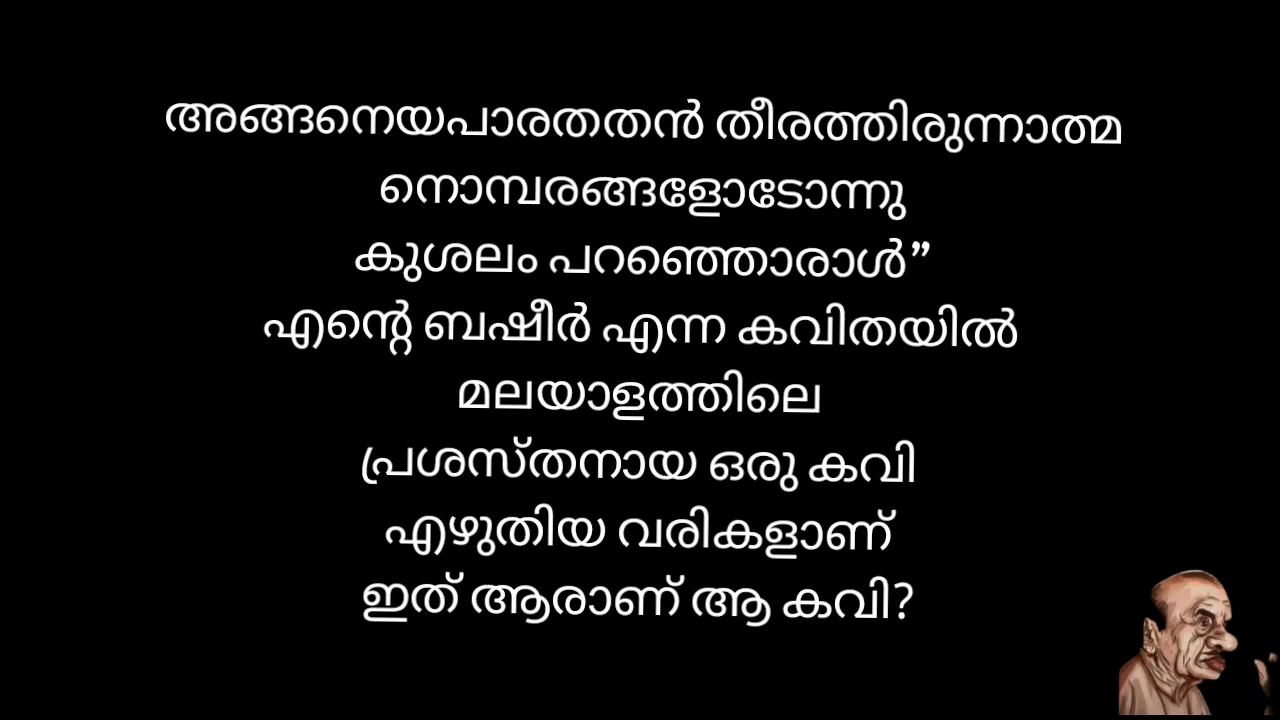 അങ്ങനെയപാരതതൻ തീരത്തിരുന്നാത്മ
നൊമ്പരങ്ങളോടോന്നു
കുശലം പറഞ്ഞൊരാൾ”
എന്റെ ബഷീർ എന്ന കവിതയിൽ
മലയാളത്തിലെ
പ്രശസ്തനായ ഒരു കവി
എഴുതിയ വരികളാണ്
ഇത് ആരാണ് ആ കവി?